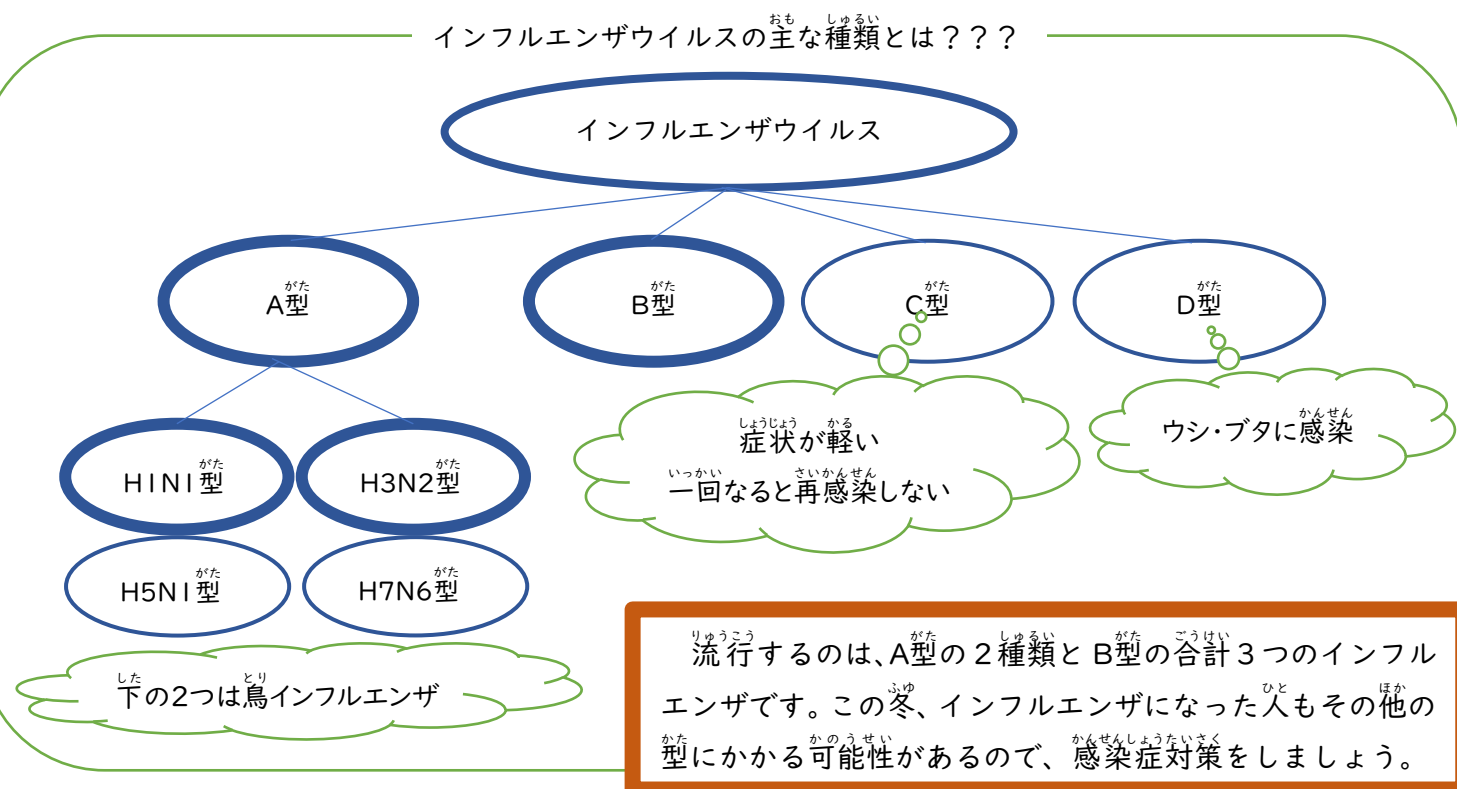 インフルエンザウイルスの主な種類とは？？？
インフルエンザウイルス
A型
B型
C型
D型
症状が軽い
一回なると再感染しない
ウシ・ブタに感染
H1N1型
H3N2型
H5N1型
H7N6型
下の2つは鳥インフルエンザ
流行するのは、A型の２種類とB型の合計３つのインフル
エンザです。この冬、インフルエンザになった人もその他の
型にかかる可能性があるので、感染症対策をしましょう。